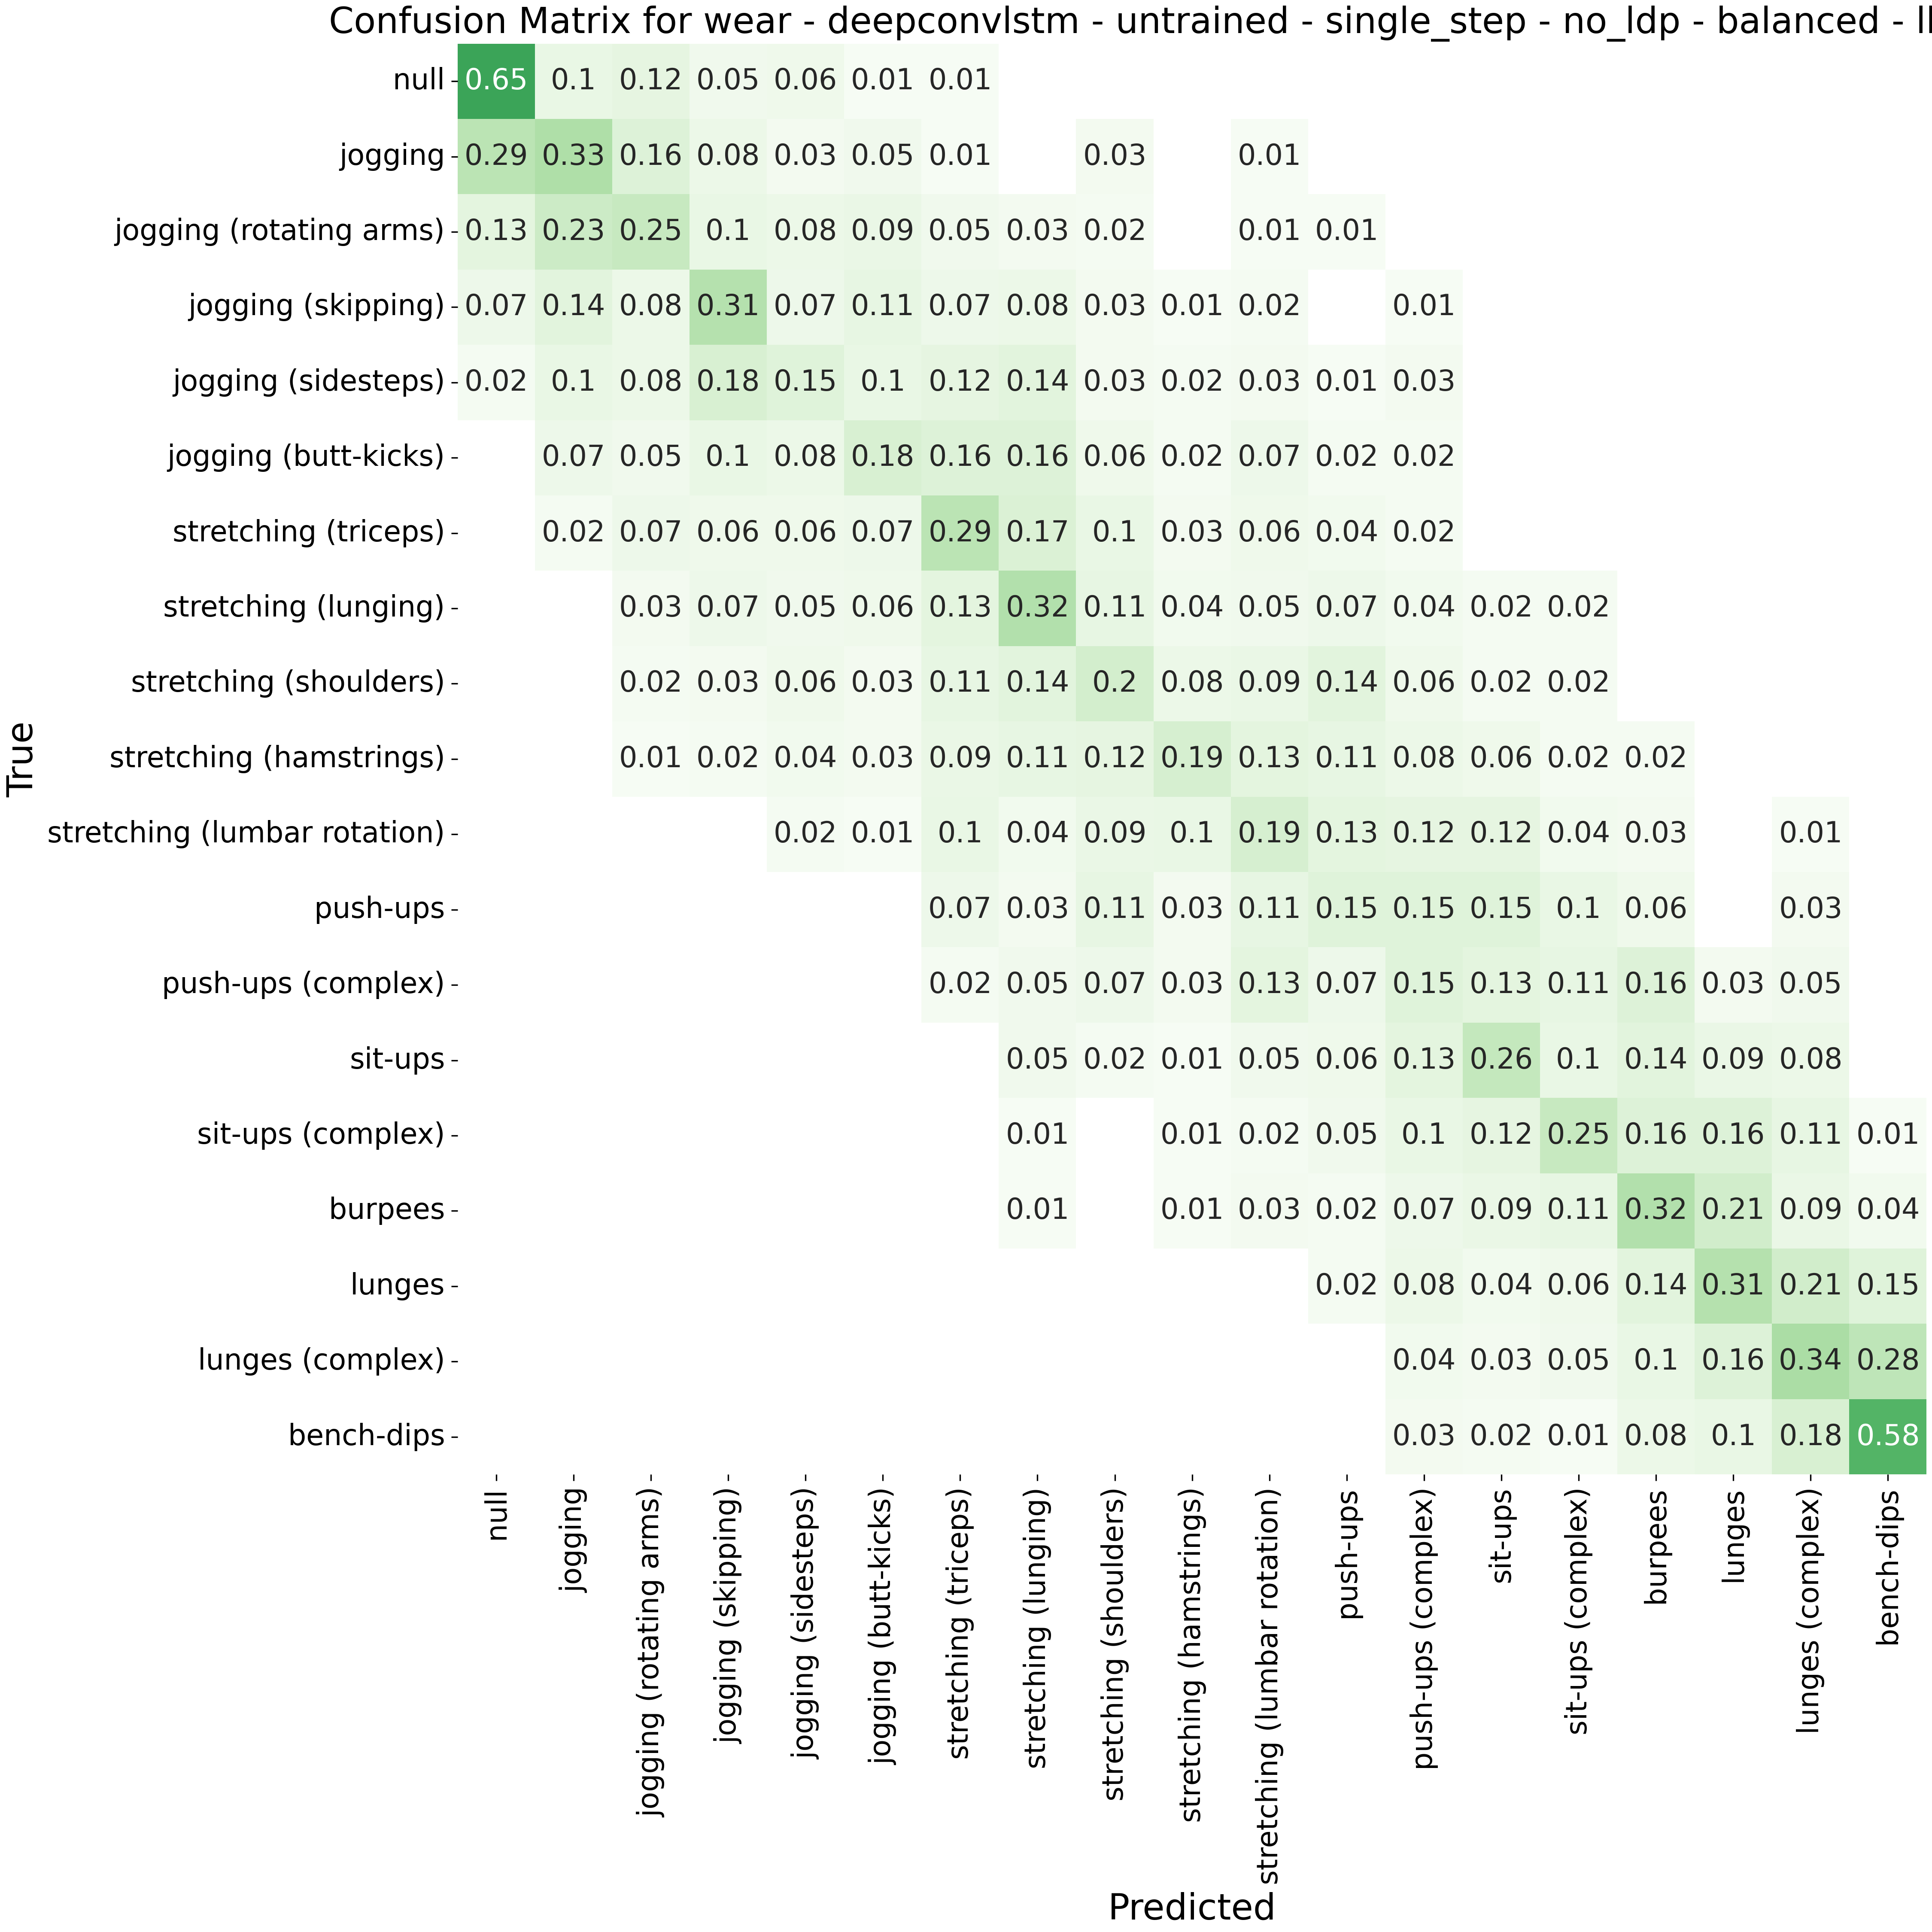 Confusion Matrix for wear - deepconvlstm - untrained - single_step - no_ldp - balanced -
True
null 0.65 0.1 0.12 0.05 0.06 0.01 0.01
jogging 0.29 0.33 0.16 0.08 0.03 0.05 0.01 0.03 0.01
jogging (rotating arms) 0.13 0.23 0.25 0.1 0.08 0.09 0.05 0.03 0.02 0.01 0.01
jogging (skipping) 0.07 0.14 0.08 0.31 0.07 0.11 0.07 0.08 0.03 0.01 0.02 0.01
jogging (sidesteps) 0.02 0.1 0.08 0.18 0.15 0.1 0.12 0.14 0.03 0.02 0.03 0.01 0.03
jogging (butt-kicks) 0.07 0.05 0.1 0.08 0.18 0.16 0.16 0.06 0.02 0.07 0.02 0.02
stretching (triceps) 0.02 0.07 0.06 0.06 0.07 0.29 0.17 0.1 0.03 0.06 0.04 0.02
stretching (lunging) 0.03 0.07 0.05 0.06 0.13 0.32 0.11 0.04 0.05 0.07 0.04 0.02 0.02
stretching (shoulders) 0.02 0.03 0.06 0.03 0.11 0.14 0.2 0.08 0.09 0.14 0.06 0.02 0.02
stretching (hamstrings) 0.01 0.02 0.04 0.03 0.09 0.11 0.12 0.19 0.13 0.11 0.08 0.06 0.02 0.02
stretching (lumbar rotation) 0.02 0.01 0.1 0.04 0.09 0.1 0.19 0.13 0.12 0.12 0.04 0.03 0.01
push-ups 0.07 0.03 0.11 0.03 0.11 0.15 0.15 0.15 0.1 0.06 0.03
push-ups (complex) 0.02 0.05 0.07 0.03 0.13 0.07 0.15 0.13 0.11 0.16 0.03 0.05
sit-ups 0.05 0.02 0.01 0.05 0.06 0.13 0.26 0.1 0.14 0.09 0.08
sit-ups (complex) 0.01 0.01 0.02 0.05 0.1 0.12 0.25 0.16 0.16 0.11 0.01
burpees 0.01 0.01 0.03 0.02 0.07 0.09 0.11 0.32 0.21 0.09 0.04
lunges 0.02 0.08 0.04 0.06 0.14 0.31 0.21 0.15
lunges (complex) 0.04 0.03 0.05 0.1 0.16 0.34 0.28
bench-dips 0.03 0.02 0.01 0.08 0.1 0.18 0.58
null
jogging
jogging (rotating arms)
jogging (skipping)
jogging (sidesteps)
jogging (butt-kicks)
stretching (triceps)
stretching (lunging)
stretching (shoulders)
stretching (hamstrings)
stretching (lumbar rotation)
push-ups
push-ups (complex)
sit-ups
sit-ups (complex)
burpees
lunges
lunges (complex)
bench-dips
Predicted